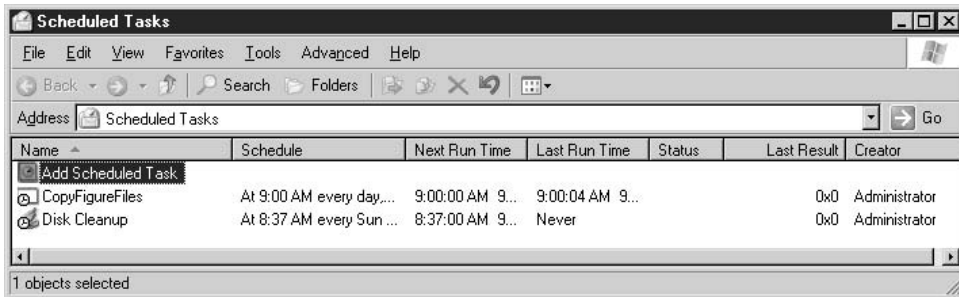 Scheduled Tasks
File Edit View Favorites Tools Advanced Help
Back Search Folders
Address Scheduled Tasks Go
Name Schedule Next Run Time Last Run Time Status Last Result Creator
Add Scheduled Task
CopyFigureFiles At 9:00 AM every day,... 9:00:00 AM 9... 9:00:04 AM 9... 0x0 Administrator
Disk Cleanup At 8:37 AM every Sun ... 8:37:00 AM 9... Never 0x0 Administrator
1 objects selected